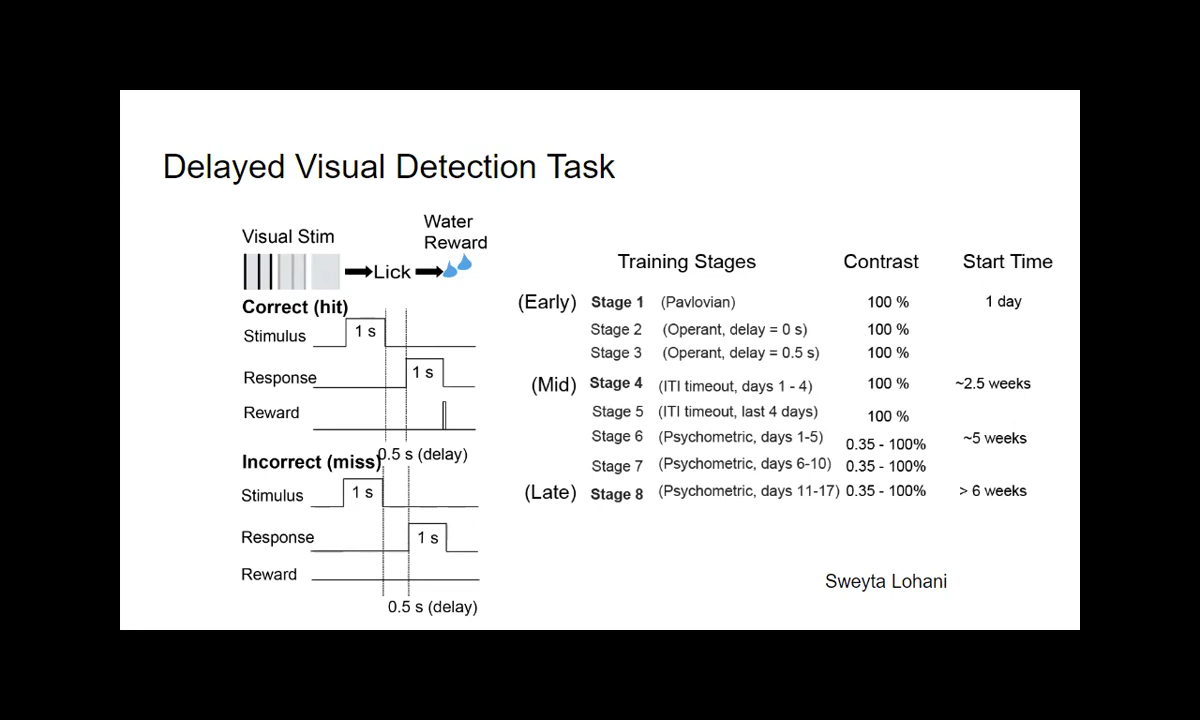 Delayed Visual Detection Task
Water
Reward
Visual Stim
Lick
Correct (hit)
Stimulus
1 s
Response
1 s
Reward
0.5 s (delay)
Incorrect (miss)
Stimulus
1 s
Response
1 s
Reward
0.5 s (delay)
Training Stages Contrast Start Time
(Early) Stage 1 (Pavlovian) 100 % 1 day
Stage 2 (Operant, delay = 0 s) 100 %
Stage 3 (Operant, delay = 0.5 s) 100 %
(Mid) Stage 4 (ITI timeout, days 1 - 4) 100 % ~2.5 weeks
Stage 5 (ITI timeout, last 4 days) 100 %
Stage 6 (Psychometric, days 1-5) 0.35 - 100% ~5 weeks
Stage 7 (Psychometric, days 6-10) 0.35 - 100%
(Late) Stage 8 (Psychometric, days 11-17) 0.35 - 100% > 6 weeks
Sweyta Lohani